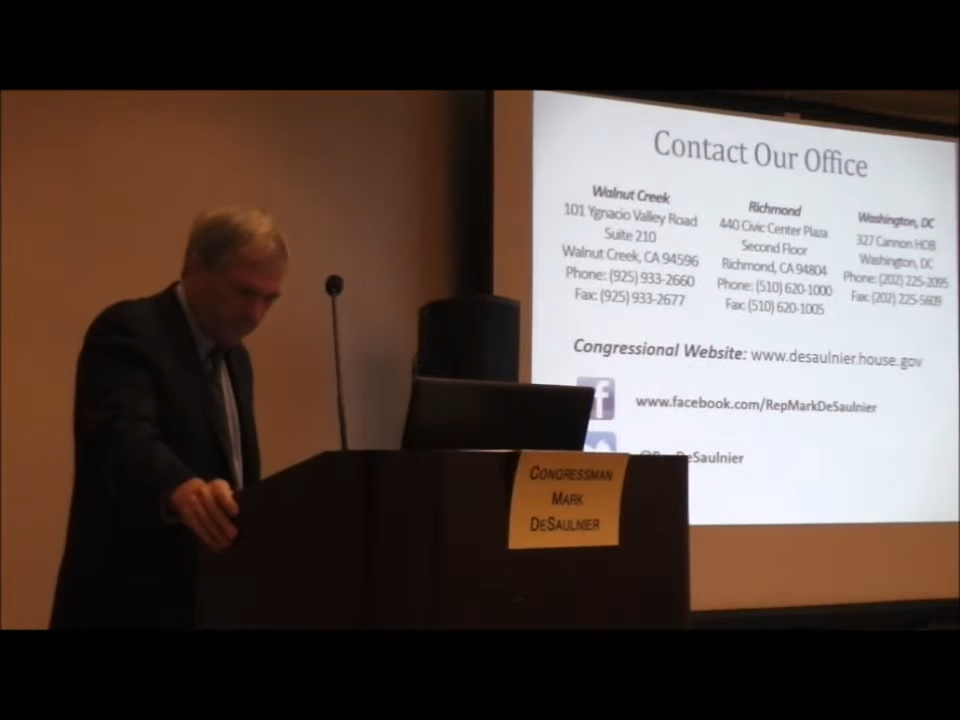 Contact Our Office
Walnut Creek
101 Ygnacio Valley Road
Suite 210
Walnut Creek, CA 94596
Phone: (925) 933-2660
Fax: (925) 933-2677
Richmond
440 Civic Center Plaza
Second Floor
Richmond, CA 94804
Phone: (510) 620-1000
Fax: (510) 620-1005
Washington, DC
327 Cannon HOB
Washington, DC
Phone: (202) 225-2095
Fax: (202) 225-5609
Congressional Website: www.desaulnier.house.gov
f
www.facebook.com/RepMarkDeSaulnier
@RepDeSaulnier
CONGRESSMAN
MARK
DESAULNIER